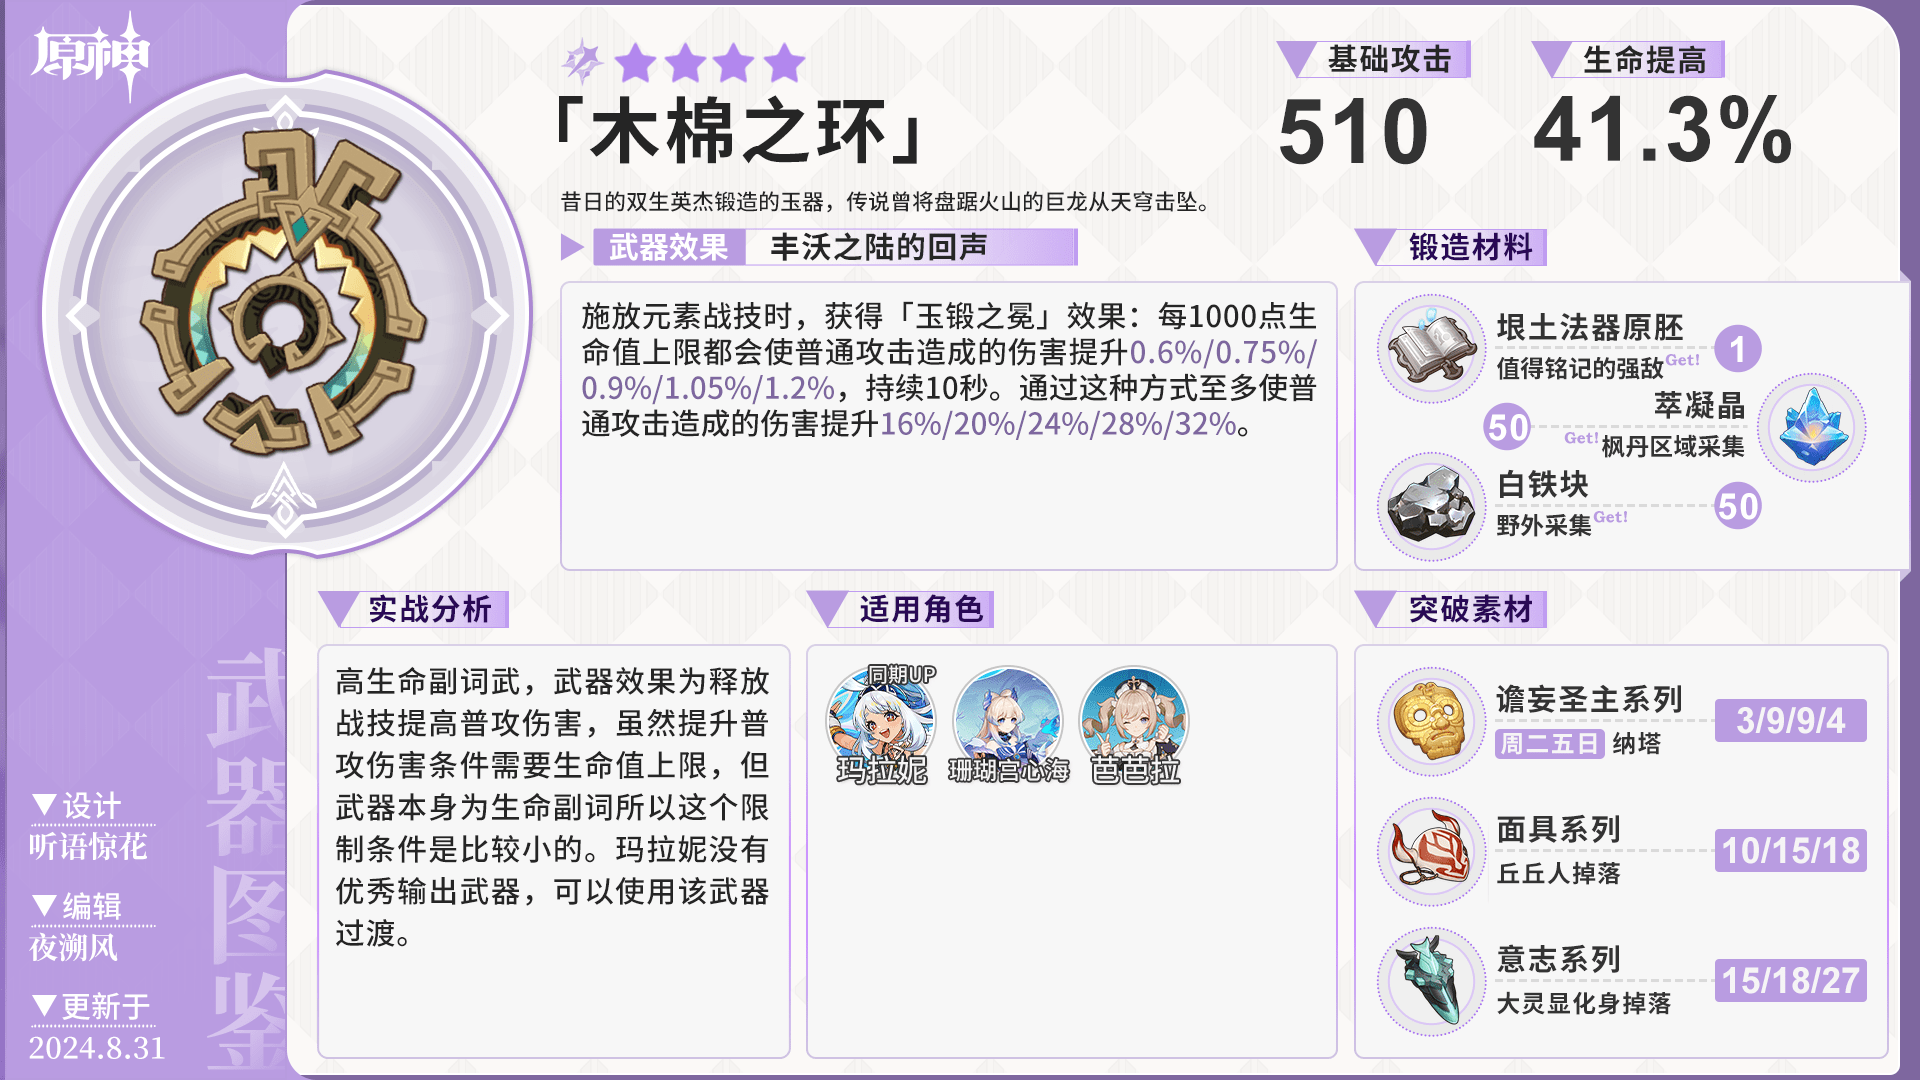 原神
「木棉之环」
基础攻击
510
生命提高
41.3%
昔日的双生英杰锻造的玉器，传说曾将盘踞火山的巨龙从天穹击坠。
武器效果
丰沃之陆的回声
施放元素战技时，获得「玉锻之冕」效果：每1000点生
命值上限都会使普通攻击造成的伤害提升0.6%/0.75%/
0.9%/1.05%/1.2%，持续10秒。通过这种方式至多使普
通攻击造成的伤害提升16%/20%/24%/28%/32%。
锻造材料
垠土法器原胚
值得铭记的强敌Get!
1
萃凝晶
50
Get!枫丹区域采集
白铁块
野外采集Get!
50
实战分析
高生命副词武，武器效果为释放
战技提高普攻伤害，虽然提升普
攻伤害条件需要生命值上限，但
武器本身为生命副词所以这个限
制条件是比较小的。玛拉妮没有
优秀输出武器，可以使用该武器
过渡。
适用角色
同期UP
玛拉妮
珊瑚宫心海
芭芭拉
突破素材
谵妄圣主系列
周二五日 纳塔
3/9/9/4
面具系列
丘丘人掉落
10/15/18
意志系列
大灵显化身掉落
15/18/27
武器图鉴
▼设计
听语惊花
▼编辑
夜溯风
▼更新于
2024.8.31